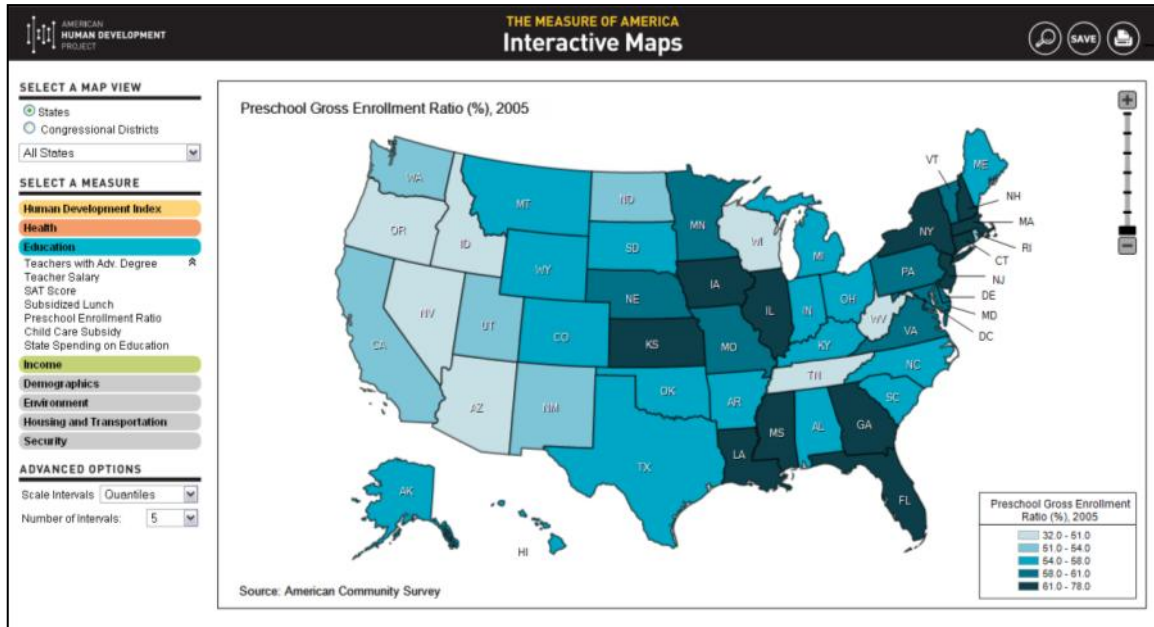 AMERICAN
HUMAN DEVELOPMENT
PROJECT
THE MEASURE OF AMERICA
Interactive Maps
SAVE
SELECT A MAP VIEW
States
Congressional Districts
All States
SELECT A MEASURE
Human Development Index
Health
Education
Teachers with Adv. Degree
Teacher Salary
SAT Score
Subsidized Lunch
Preschool Enrollment Ratio
Child Care Subsidy
State Spending on Education
Income
Demographics
Environment
Housing and Transportation
Security
ADVANCED OPTIONS
Scale Intervals Quantiles
Number of Intervals: 5
Preschool Gross Enrollment Ratio (%), 2005
WA
MT
ND
MN
ME
VT
NH
OR
ID
SD
WI
MI
NY
MA
RI
WY
CT
IA
PA
NJ
NE
IL
IN
OH
DE
NV
UT
CO
MD
WV
VA
DC
CA
KS
MO
KY
NC
TN
AZ
NM
OK
AR
SC
MS
AL
GA
TX
LA
FL
AK
HI
Source: American Community Survey
Preschool Gross Enrollment
Ratio (%), 2005
32.0 - 51.0
51.0 - 54.0
54.0 - 58.0
58.0 - 61.0
61.0 - 78.0